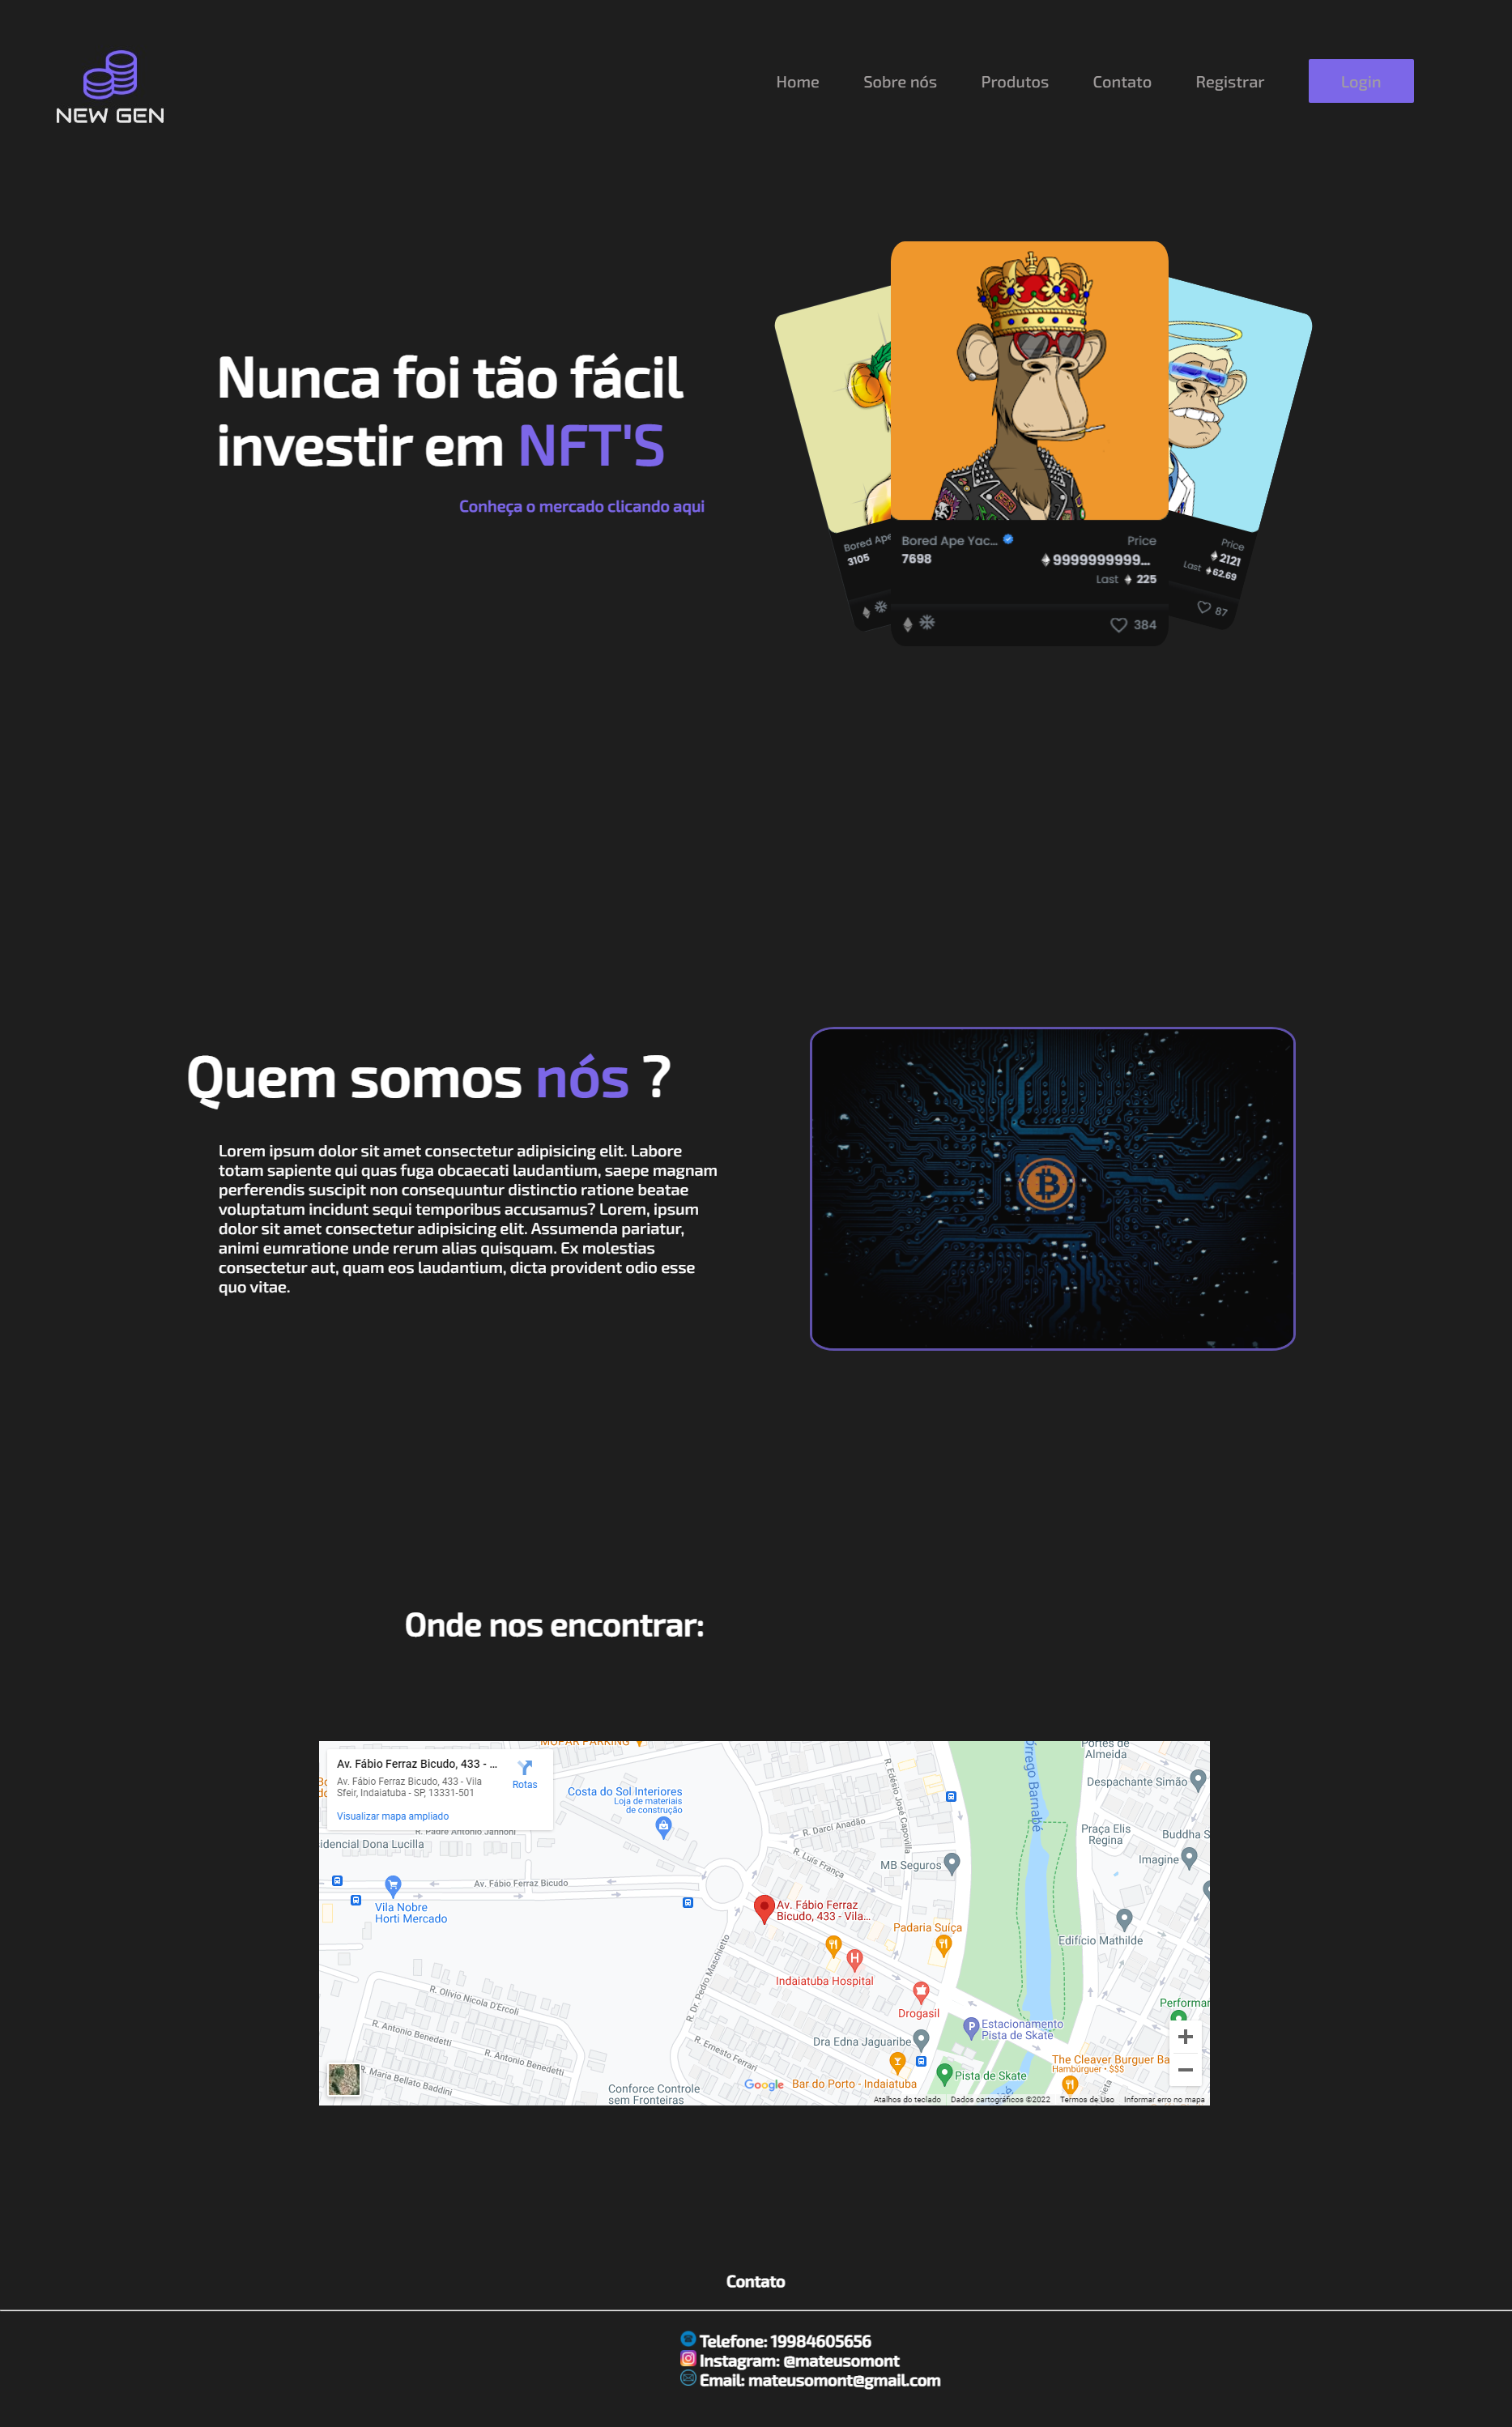 NEW GEN
Home
Sobre nós
Produtos
Contato
Registrar
Login
Nunca foi tão fácil
investir em NFT'S
Conheça o mercado clicando aqui
Bored Ape
3105
Bored Ape Yac...
Price
7698
9999999999...
Last 225
384
Price
2121
Last 62.69
87
Quem somos nós ?
Lorem ipsum dolor sit amet consectetur adipisicing elit. Labore
totam sapiente qui quas fuga obcaecati laudantium, saepe magnam
perferendis suscipit non consequuntur distinctio ratione beatae
voluptatum incidunt sequi temporibus accusamus? Lorem, ipsum
dolor sit amet consectetur adipisicing elit. Assumenda pariatur,
animi eumratione unde rerum alias quisquam. Ex molestias
consectetur aut, quam eos laudantium, dicta provident odio esse
quo vitae.
Onde nos encontrar:
Av. Fábio Ferraz Bicudo, 433 - ...
Av. Fábio Ferraz Bicudo, 433 - Vila
Sfeir, Indaiatuba - SP, 13331-501
Rotas
Visualizar mapa ampliado
R. Padre Antônio Jannoni
idencial Dona Lucilla
Costa do Sol Interiores
Loja de materiais
de construção
R. Edésio José Capovilla
R. Darci Anadão
R. Luís França
MB Seguros
órrego Barnabé
Portes de
Almeida
Despachante Simão
Praça Elis
Regina
Buddha S
Imagine
Av. Fábio Ferraz Bicudo
Vila Nobre
Horti Mercado
Av. Fábio Ferraz
Bicudo, 433 - Vila...
Padaria Suíça
Edifício Mathilde
Indaiatuba Hospital
R. Dr. Pedro Maschietto
R. Olívio Nicola D'Ercoli
Drogasil
Performar
R. Antonio Benedetti
R. Antonio Benedetti
R. Ernesto Ferrari
Dra Edna Jaguaribe
Estacionamento
Pista de Skate
The Cleaver Burguer Ba
Hambúrguer • $$$
R. Maria Bellato Baddini
Conforce Controle
sem Fronteiras
Google
Bar do Porto - Indaiatuba
Pista de Skate
Atalhos do teclado
Dados cartográficos ©2022
Termos de Uso
Informar erro no mapa
Contato
Telefone: 19984605656
Instagram: @mateusomont
Email: mateusomont@gmail.com